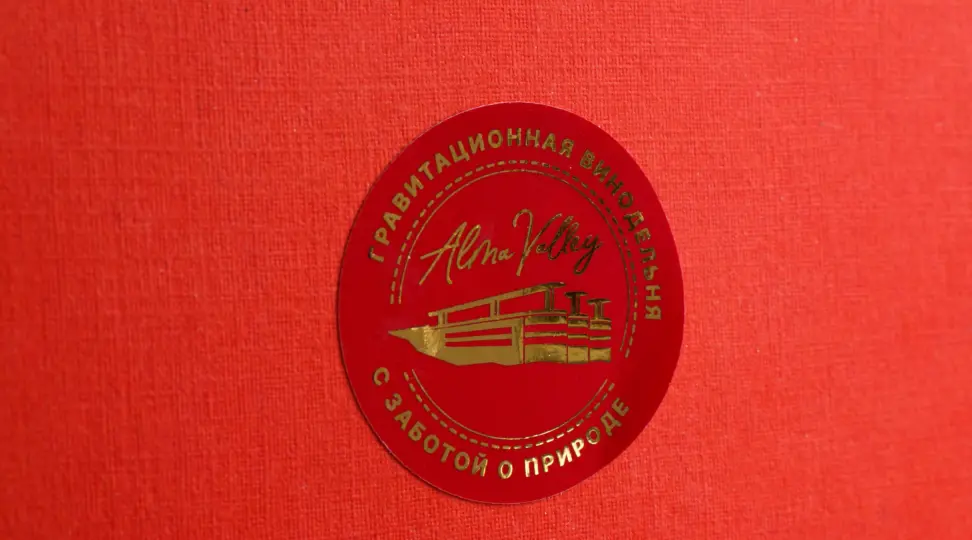 ГРАВИТАЦИОННАЯ ВИНОДЕЛЬНЯ
Alma Valley
С ЗАБОТОЙ О ПРИРОДЕ